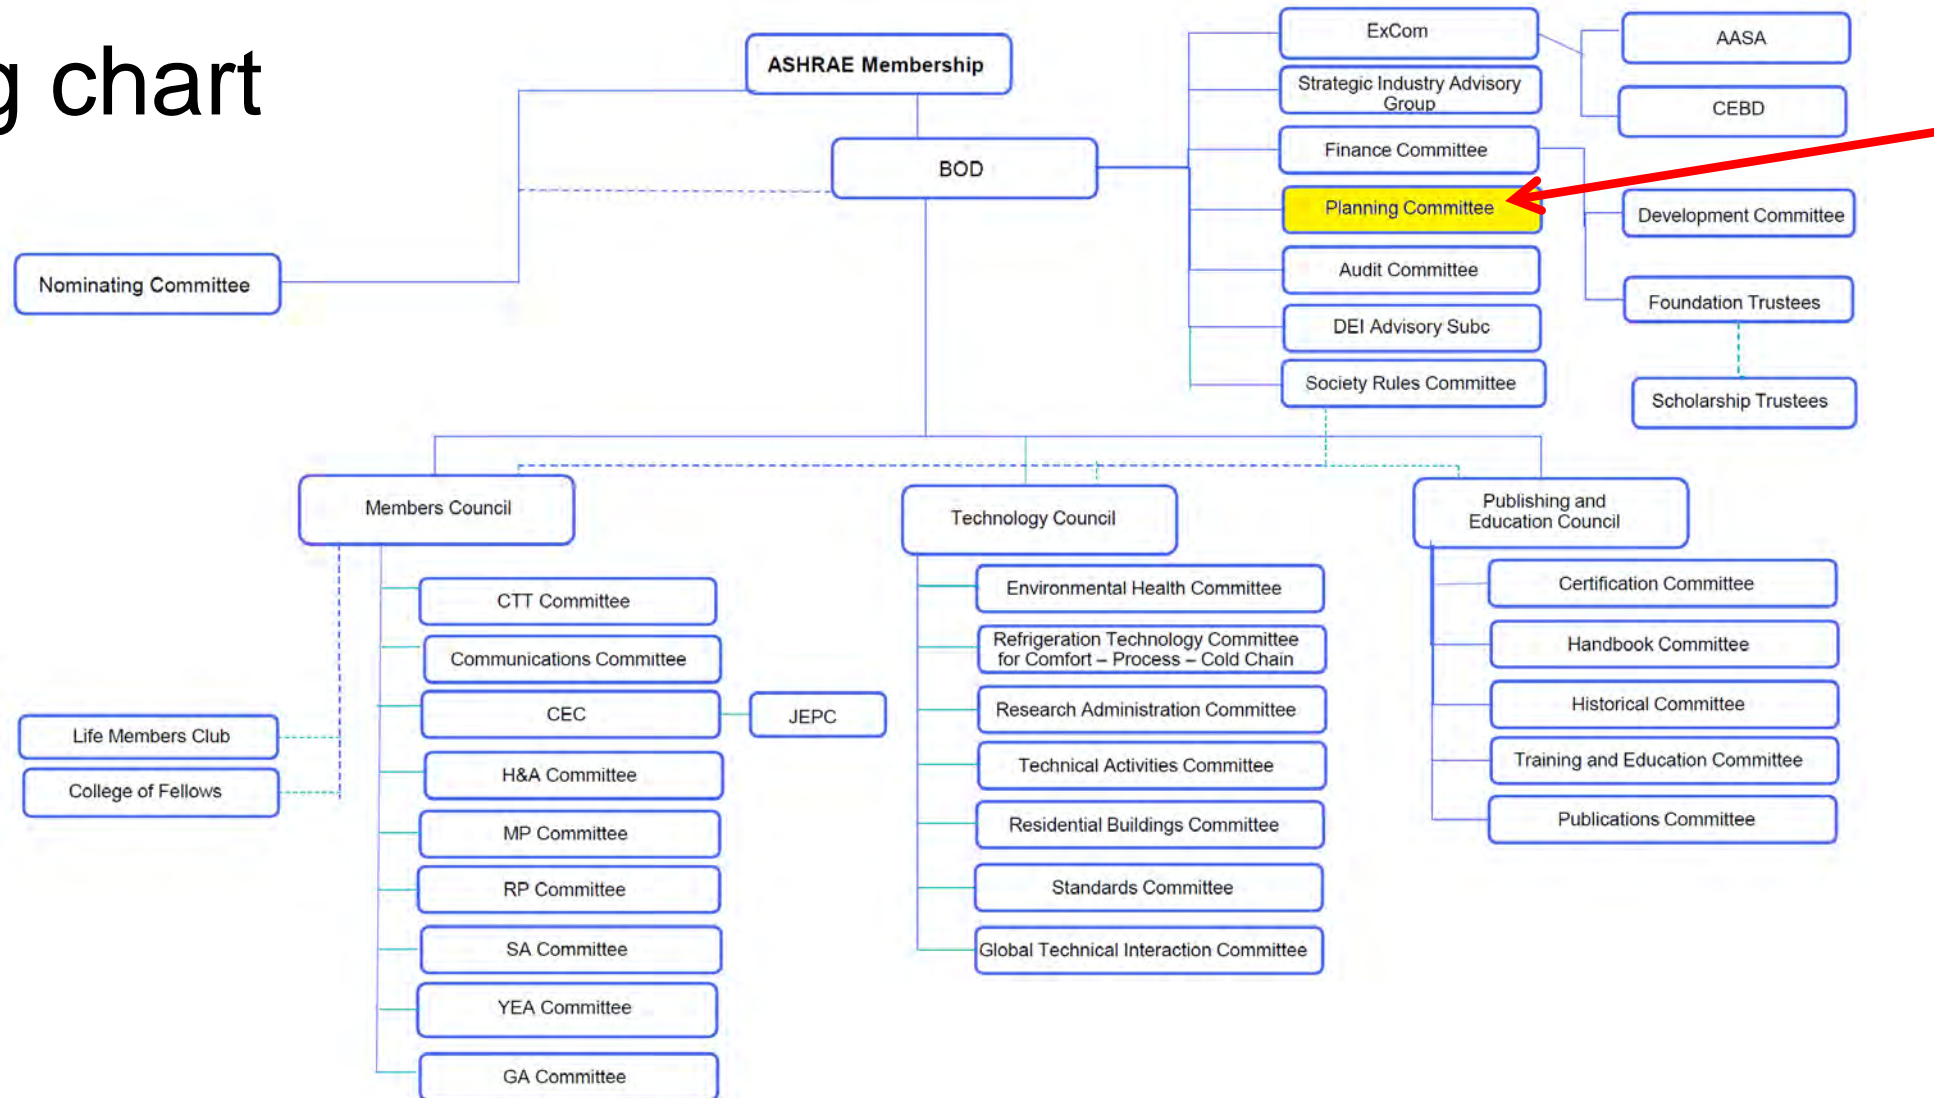 g chart
ASHRAE Membership
BOD
Nominating Committee
ExCom
Strategic Industry Advisory
Group
Finance Committee
Planning Committee
Audit Committee
DEI Advisory Subc
Society Rules Committee
AASA
CEBD
Development Committee
Foundation Trustees
Scholarship Trustees
Members Council
CTT Committee
Communications Committee
CEC
JEPC
H&A Committee
MP Committee
RP Committee
SA Committee
YEA Committee
GA Committee
Life Members Club
College of Fellows
Technology Council
Environmental Health Committee
Refrigeration Technology Committee
for Comfort – Process – Cold Chain
Research Administration Committee
Technical Activities Committee
Residential Buildings Committee
Standards Committee
Global Technical Interaction Committee
Publishing and
Education Council
Certification Committee
Handbook Committee
Historical Committee
Training and Education Committee
Publications Committee